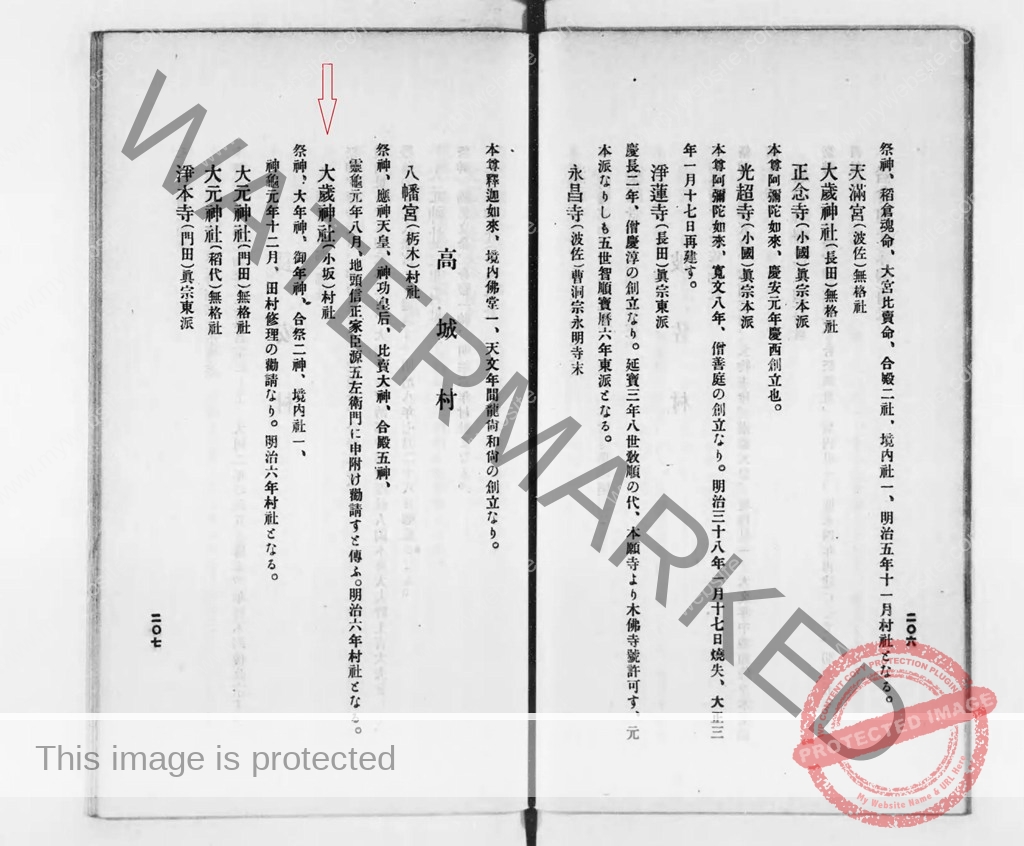 祭神、稻倉魂命、大宮比賣命、合殿二社、境内社一、明治五年十一月村社となる。
天滿宮(波佐)無格社
大歲神社(長田)無格社
正念寺(小國)眞宗本派
本尊阿彌陀如來、慶安元年慶西創立也。
光超寺(小國)眞宗本派
本尊阿彌陀如來、寬文八年、僧善庭の創立なり。明治三十八年一月十七日燒失、大正三
年一月十七日再建す。
淨蓮寺(長田)眞宗東派
慶長二年、僧慶淳の創立なり。延寶三年八世敎順の代、本願寺より木佛寺號許可す、元
本派なりしも五世智順寶曆六年東派となる。
永昌寺(波佐)曹洞宗永明寺末
二〇六
本尊釋迦如來、境内佛堂一、天文年間龍尙和尙の創立なり。
高城村
八幡宮(栃木)村社
祭神、應神天皇、神功皇后、比賣大神、合殿五神、
靈龜元年八月、地頭信正家臣源五左衞門に申附け勸請すと傳ふ。明治六年村社となる。
大歲神社(小坂)村社
祭神、大年神、御年神、合祭二神、境内社一、
神龜元年十二月、田村修理の勸請なり。明治六年村社となる。
大元神社(門田)無格社
大元神社(稻代)無格社
淨本寺(門田)眞宗東派
二〇七
WATERMARKED
This image is protected
PROTECTED IMAGE
My Website Name & URL Here